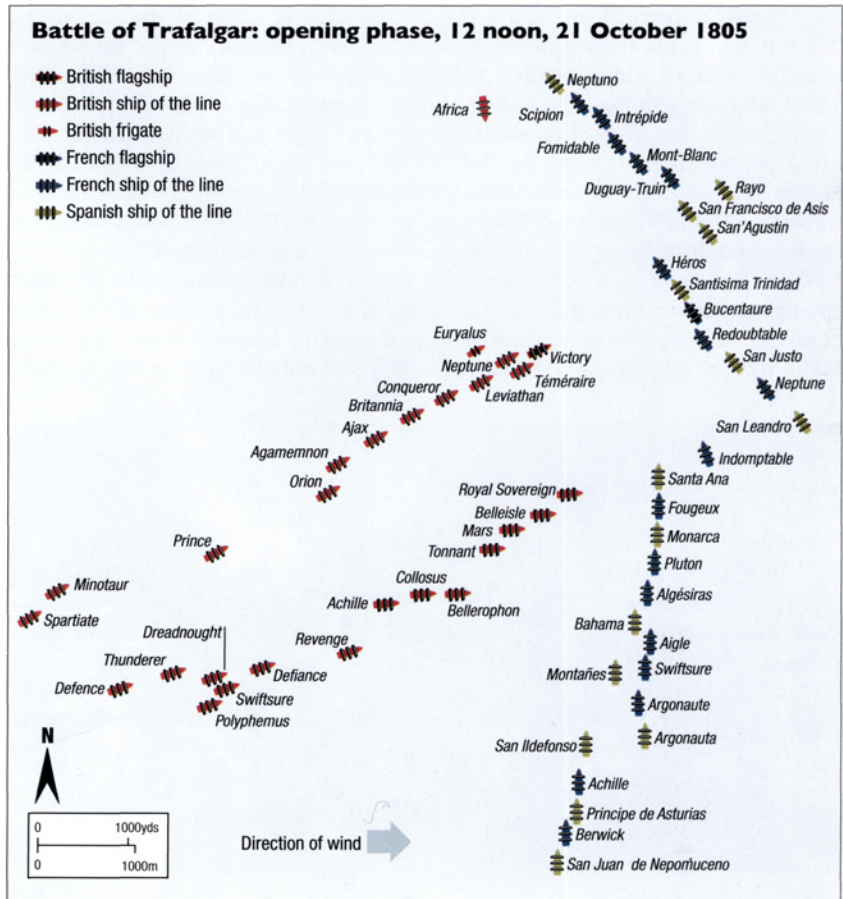 Battle of Trafalgar: opening phase, 12 noon, 21 October 1805
British flagship
British ship of the line
British frigate
French flagship
French ship of the line
Spanish ship of the line
Africa
Neptuno
Scipion
Intrépide
Fomidable
Mont-Blanc
Duguay-Truin
Rayo
San Francisco de Asis
San'Agustin
Héros
Santisima Trinidad
Bucentaure
Redoubtable
San Justo
Neptune
San Leandro
Indomptable
Euryalus
Victory
Neptune
Téméraire
Conqueror
Leviathan
Britannia
Ajax
Agamemnon
Orion
Royal Sovereign
Belleisle
Mars
Tonnant
Santa Ana
Fougeux
Monarca
Pluton
Algésiras
Bahama
Aigle
Montañes
Swiftsure
Argonaute
Argonauta
San Ildefonso
Achille
Principe de Asturias
Berwick
San Juan de Nepomuceno
Prince
Minotaur
Spartiate
Collosus
Achille
Bellerophon
Dreadnought
Revenge
Thunderer
Defiance
Defence
Swiftsure
Polyphemus
N
0 1000yds
0 1000m
Direction of wind